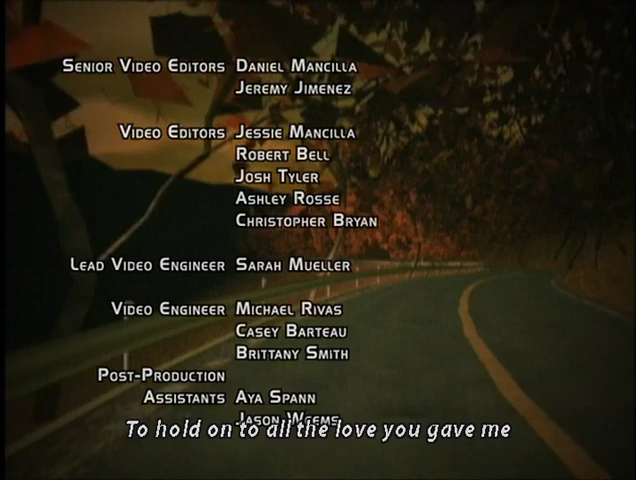 Senior Video Editors Daniel Mancilla
Jeremy Jimenez
Video Editors Jessie Mancilla
Robert Bell
Josh Tyler
Ashley Rosse
Christopher Bryan
Lead Video Engineer Sarah Mueller
Video Engineer Michael Rivas
Casey Barteau
Brittany Smith
Post-Production
Assistants Aya Spann
Jason Weems
To hold on to all the love you gave me